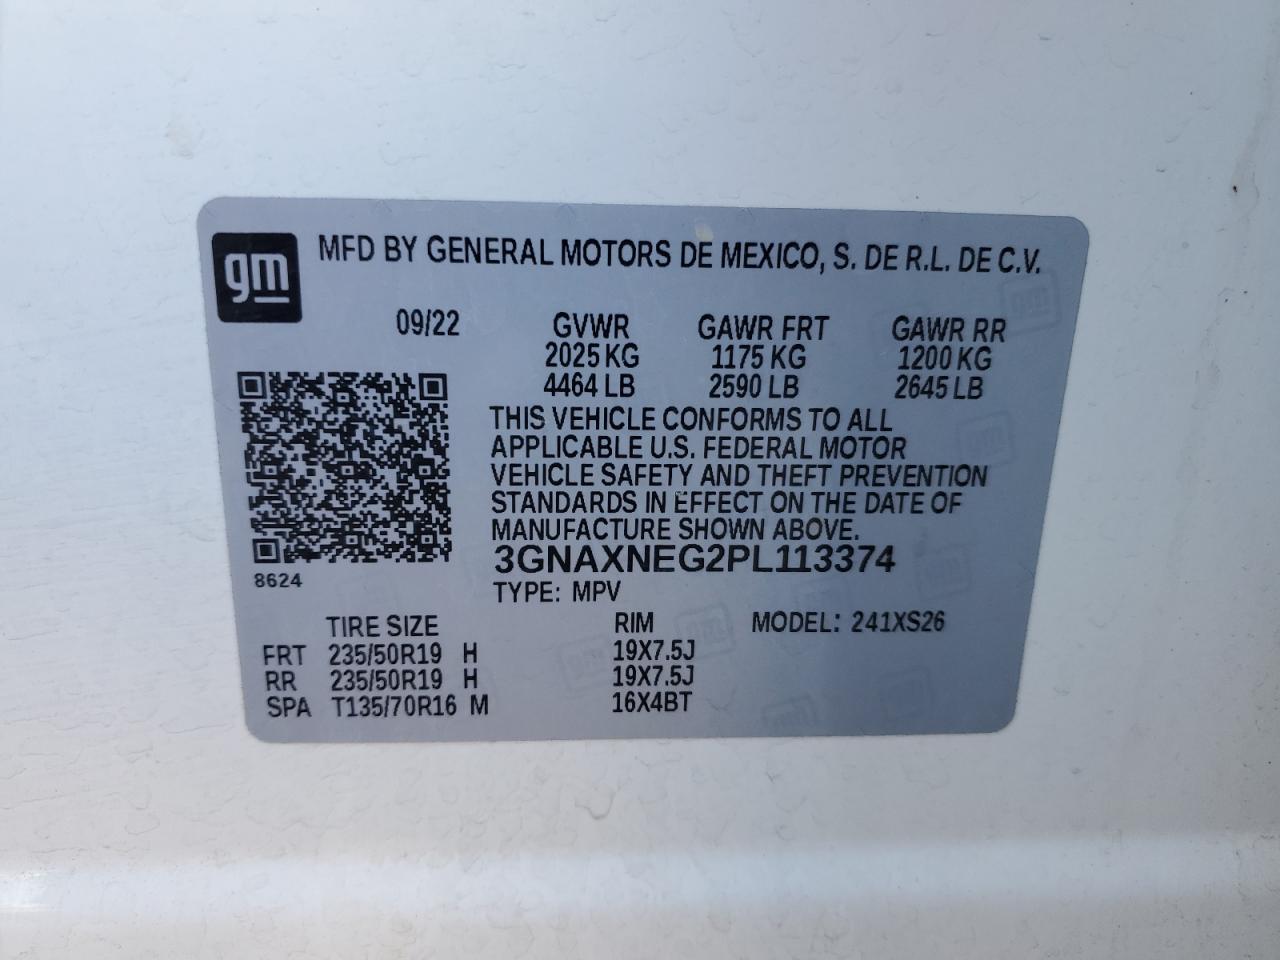 gm
MFD BY GENERAL MOTORS DE MEXICO, S. DE R.L. DE C.V.
09/22 GVWR GAWR FRT GAWR RR
2025 KG 1175 KG 1200 KG
4464 LB 2590 LB 2645 LB
THIS VEHICLE CONFORMS TO ALL
APPLICABLE U.S. FEDERAL MOTOR
VEHICLE SAFETY AND THEFT PREVENTION
STANDARDS IN EFFECT ON THE DATE OF
MANUFACTURE SHOWN ABOVE.
3GNAXNEG2PL113374
8624
TYPE: MPV
TIRE SIZE RIM MODEL: 241XS26
FRT 235/50R19 H 19X7.5J
RR 235/50R19 H 19X7.5J
SPA T135/70R16 M 16X4BT